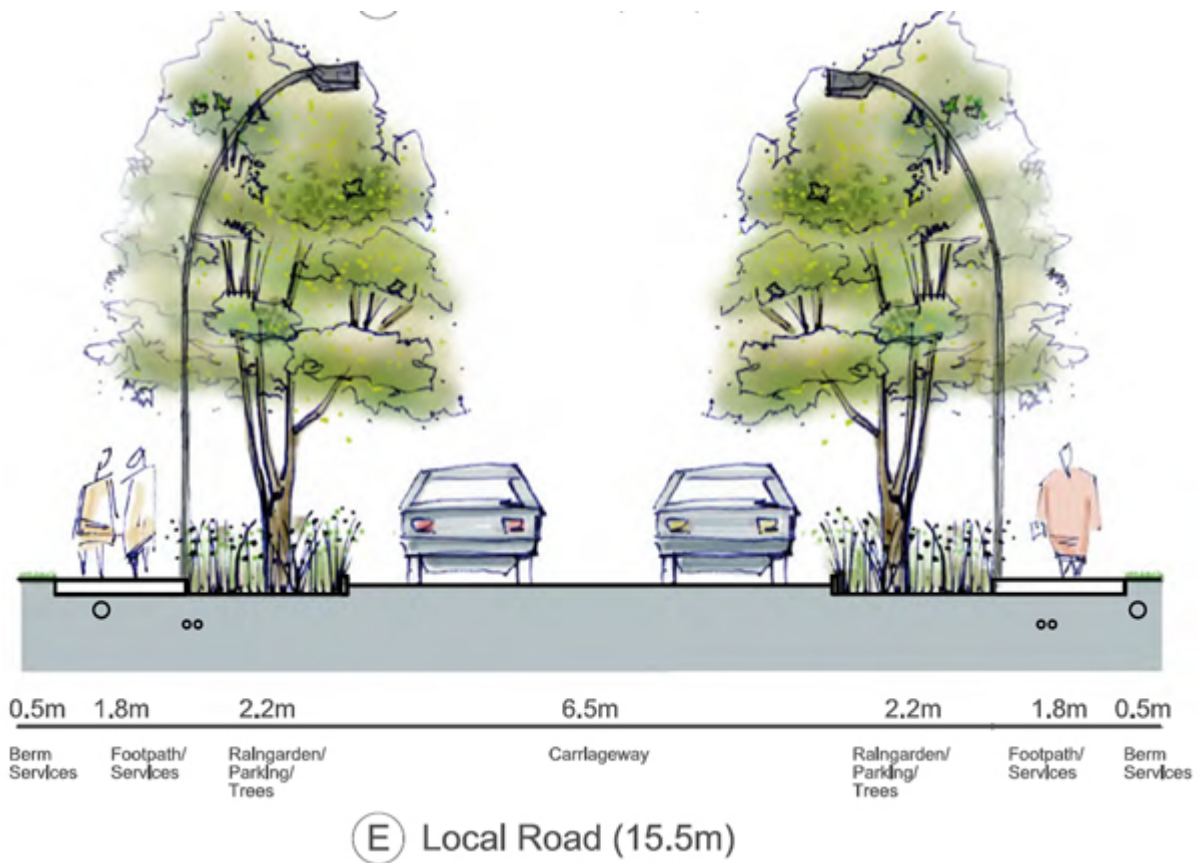 0.5m 1.8m 2.2m 6.5m 2.2m 1.8m 0.5m
Berm
Services
Footpath/
Services
Raingarden/
Parking/
Trees
Carriageway
Raingarden/
Parking/
Trees
Footpath/
Services
Berm
Services
E Local Road (15.5m)